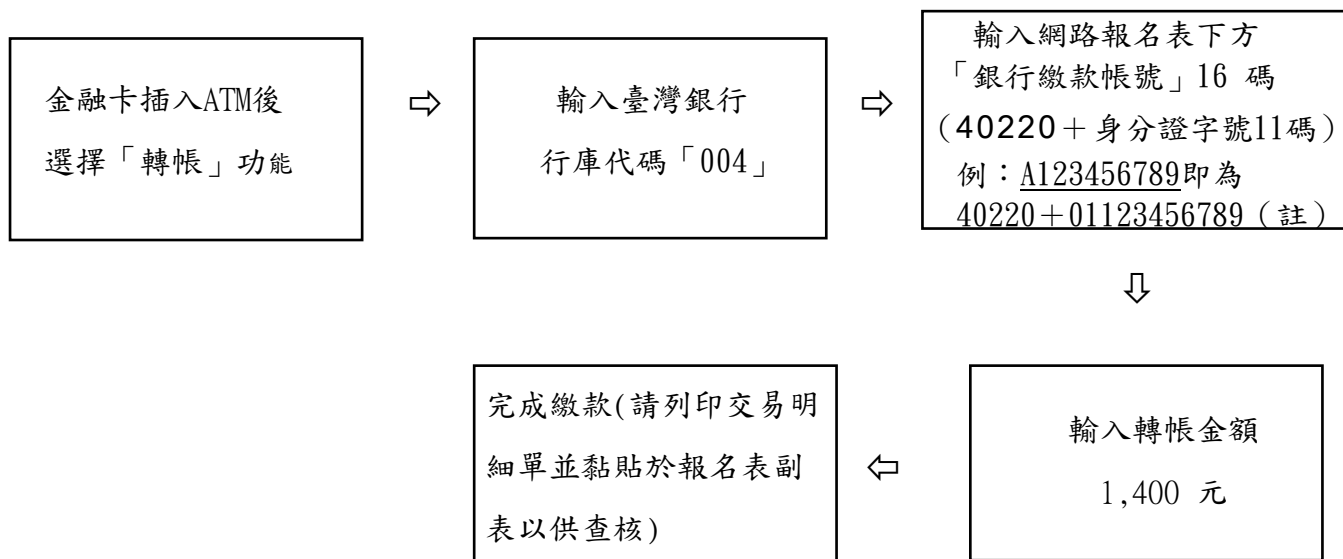 金融卡插入ATM後
選擇「轉帳」功能
⇨
輸入臺灣銀行
行庫代碼「004」
⇨
輸入網路報名表下方
「銀行繳款帳號」16 碼
(40220＋身分證字號11碼)
例：A123456789即為
40220＋01123456789（註）
⇩
輸入轉帳金額
1,400 元
⇦
完成繳款(請列印交易明
細單並黏貼於報名表副
表以供查核)